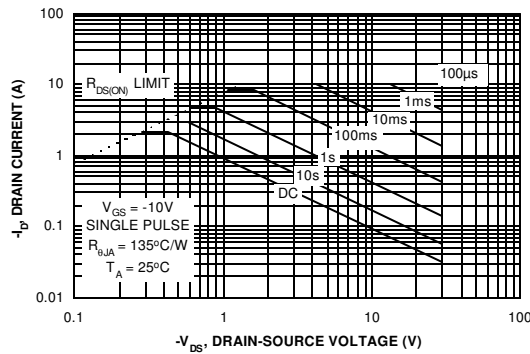 100
10
1
0.1
0.01
-I_D, DRAIN CURRENT (A)
R_DS(ON) LIMIT
100µs
1ms
10ms
100ms
1s
10s
DC
V_GS = -10V
SINGLE PULSE
R_θJA = 135°C/W
T_A = 25°C
0.1
1
10
100
-V_DS, DRAIN-SOURCE VOLTAGE (V)